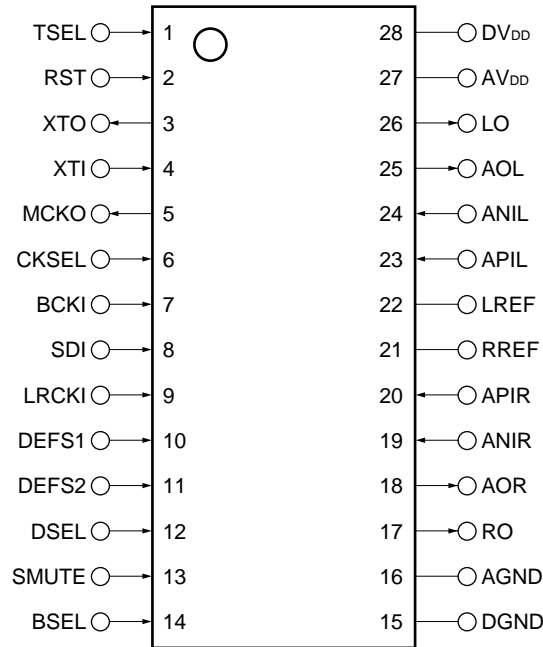 TSEL 1 28 DVDD
RST 2 27 AVDD
XTO 3 26 LO
XTI 4 25 AOL
MCKO 5 24 ANIL
CKSEL 6 23 APIL
BCKI 7 22 LREF
SDI 8 21 RREF
LRCKI 9 20 APIR
DEFS1 10 19 ANIR
DEFS2 11 18 AOR
DSEL 12 17 RO
SMUTE 13 16 AGND
BSEL 14 15 DGND